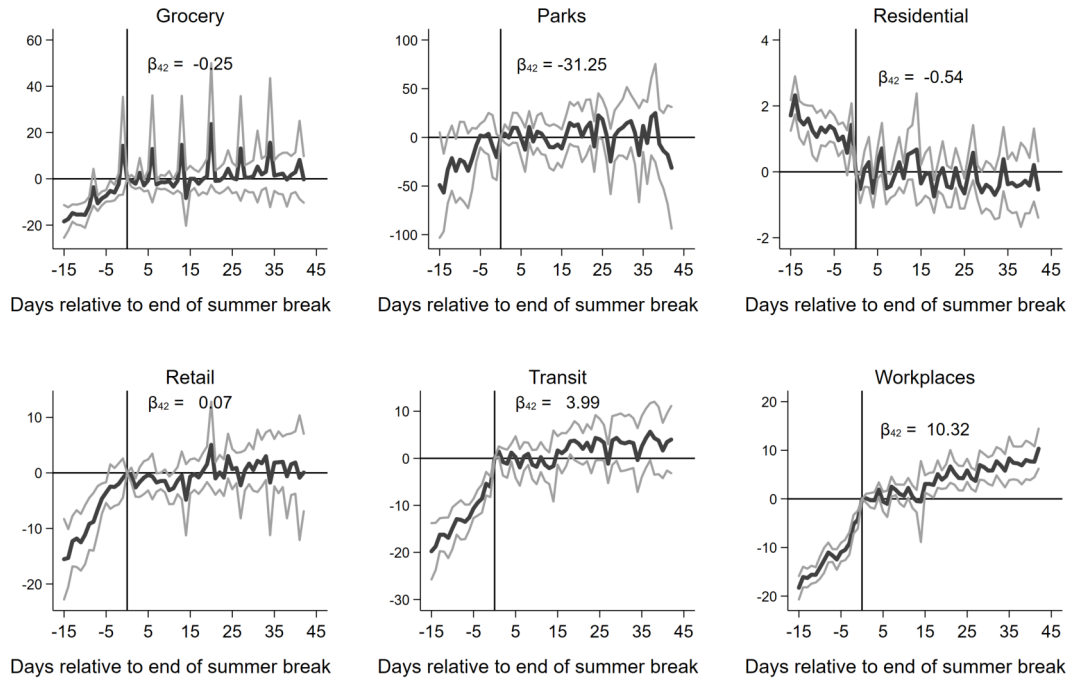 Grocery
Parks
Residential
60
40
20
0
-20
β₄₂ = -0.25
-15 -5 5 15 25 35 45
Days relative to end of summer break
100
50
0
-50
-100
β₄₂ = -31.25
-15 -5 5 15 25 35 45
Days relative to end of summer break
4
2
0
-2
β₄₂ = -0.54
-15 -5 5 15 25 35 45
Days relative to end of summer break
Retail
Transit
Workplaces
10
0
-10
-20
β₄₂ = 0.07
-15 -5 5 15 25 35 45
Days relative to end of summer break
10
0
-10
-20
-30
β₄₂ = 3.99
-15 -5 5 15 25 35 45
Days relative to end of summer break
20
10
0
-10
-20
β₄₂ = 10.32
-15 -5 5 15 25 35 45
Days relative to end of summer break